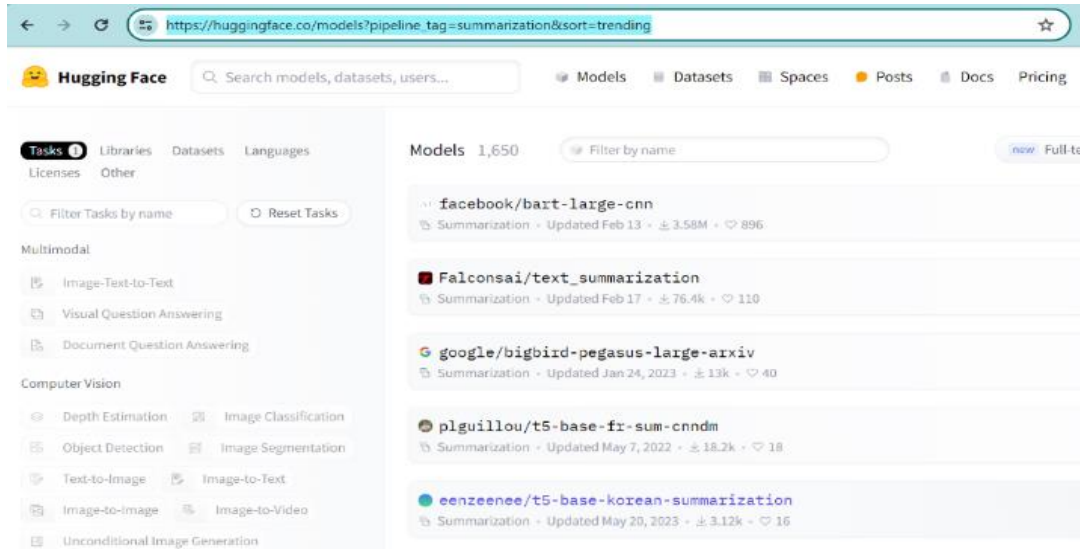 https://huggingface.co/models?pipeline_tag=summarization&sort=trending
Hugging Face
Search models, datasets, users...
Models
Datasets
Spaces
Posts
Docs
Pricing
Tasks 1
Libraries
Datasets
Languages
Licenses
Other
Filter Tasks by name
Reset Tasks
Multimodal
Image-Text-to-Text
Visual Question Answering
Document Question Answering
Computer Vision
Depth Estimation
Image Classification
Object Detection
Image Segmentation
Text-to-Image
Image-to-Text
Image-to-Image
Image-to-Video
Unconditional Image Generation
Models 1,650
Filter by name
new Full-te
facebook/bart-large-cnn
Summarization • Updated Feb 13 • 3.58M • 896
Falconsai/text_summarization
Summarization • Updated Feb 17 • 76.4k • 110
google/bigbird-pegasus-large-arxiv
Summarization • Updated Jan 24, 2023 • 13k • 40
plguillou/t5-base-fr-sum-cnndm
Summarization • Updated May 7, 2022 • 18.2k • 18
eenzeenee/t5-base-korean-summarization
Summarization • Updated May 20, 2023 • 3.12k • 16